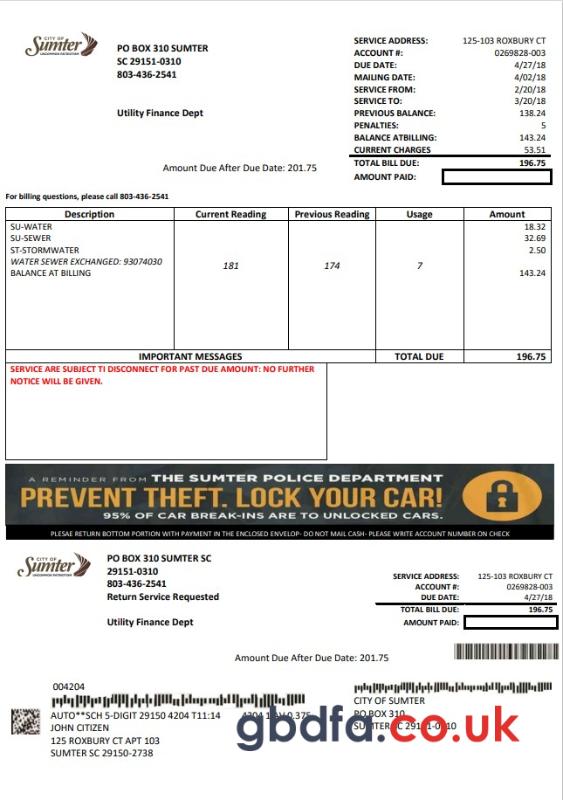 CITY OF
Sumter
UNCOMMON PATRIOTISM
PO BOX 310 SUMTER
SC 29151-0310
803-436-2541
Utility Finance Dept
SERVICE ADDRESS: 125-103 ROXBURY CT
ACCOUNT #: 0269828-003
DUE DATE: 4/27/18
MAILING DATE: 4/02/18
SERVICE FROM: 2/20/18
SERVICE TO: 3/20/18
PREVIOUS BALANCE: 138.24
PENALTIES: 5
BALANCE ATBILLING: 143.24
CURRENT CHARGES 53.51
TOTAL BILL DUE: 196.75
AMOUNT PAID:
Amount Due After Due Date: 201.75
For billing questions, please call 803-436-2541
Description Current Reading Previous Reading Usage Amount
SU-WATER 18.32
SU-SEWER 32.69
ST-STORMWATER 2.50
WATER SEWER EXCHANGED: 93074030 181 174 7
BALANCE AT BILLING 143.24
IMPORTANT MESSAGES TOTAL DUE 196.75
SERVICE ARE SUBJECT TI DISCONNECT FOR PAST DUE AMOUNT: NO FURTHER
NOTICE WILL BE GIVEN.
A REMINDER FROM THE SUMTER POLICE DEPARTMENT
PREVENT THEFT. LOCK YOUR CAR!
95% OF CAR BREAK-INS ARE TO UNLOCKED CARS.
PLESAE RETURN BOTTOM PORTION WITH PAYMENT IN THE ENCLOSED ENVELOP- DO NOT MAIL CASH- PLEASE WRITE ACCOUNT NUMBER ON CHECK
CITY OF
Sumter
UNCOMMON PATRIOTISM
PO BOX 310 SUMTER SC
29151-0310
803-436-2541
Return Service Requested
Utility Finance Dept
SERVICE ADDRESS: 125-103 ROXBURY CT
ACCOUNT #: 0269828-003
DUE DATE: 4/27/18
TOTAL BILL DUE: 196.75
AMOUNT PAID:
Amount Due After Due Date: 201.75
004204
AUTO**SCH 5-DIGIT 29150 4204 T11:14
JOHN CITIZEN
125 ROXBURY CT APT 103
SUMTER SC 29150-2738
CITY OF SUMTER
PO BOX 310
SUMTER SC
gbdfa.co.uk